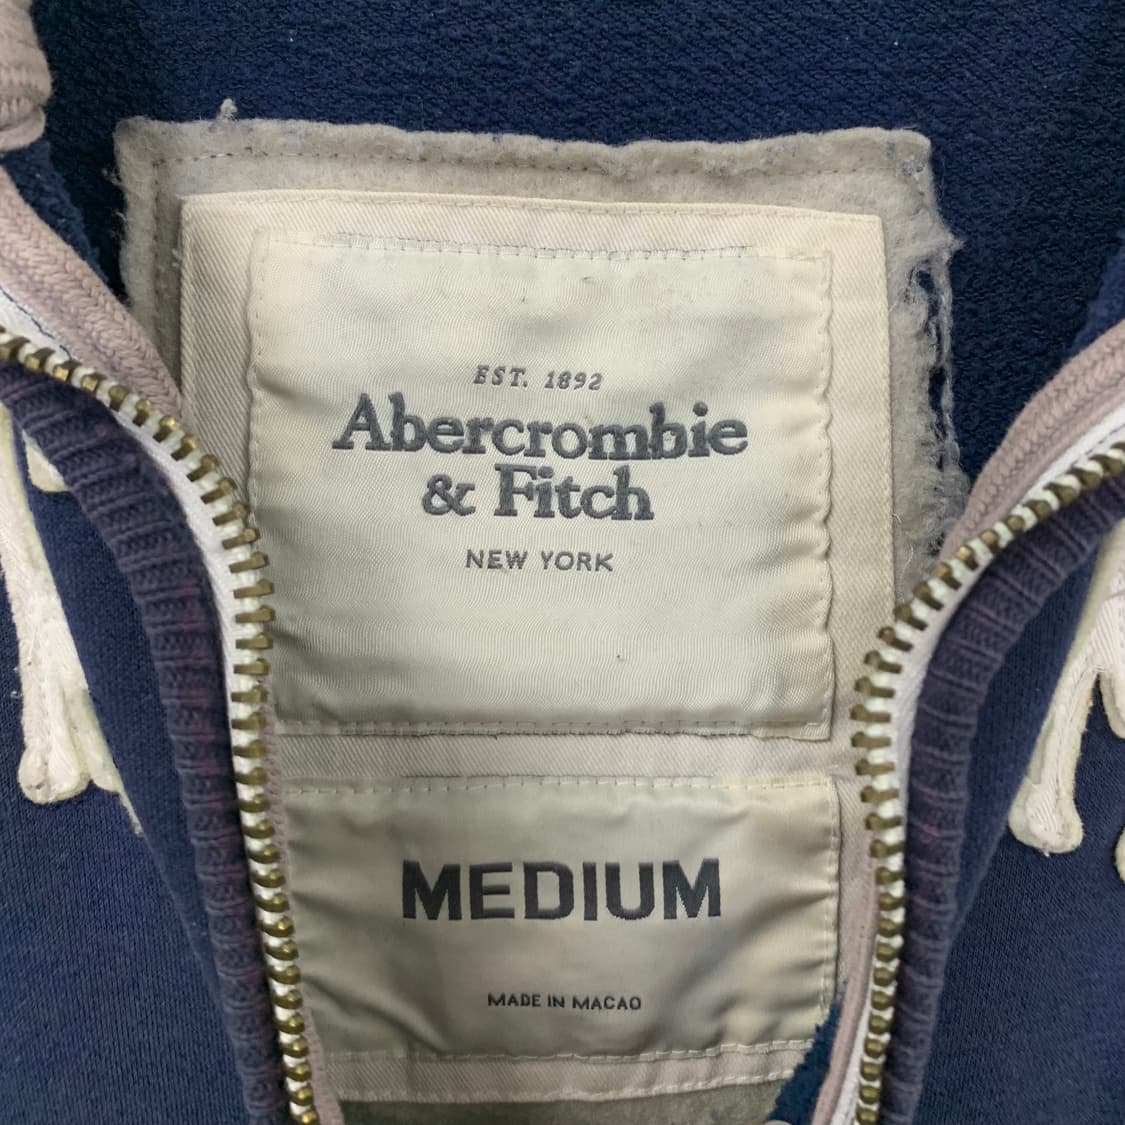 EST. 1892
Abercrombie
& Fitch
NEW YORK
MEDIUM
MADE IN MACAO